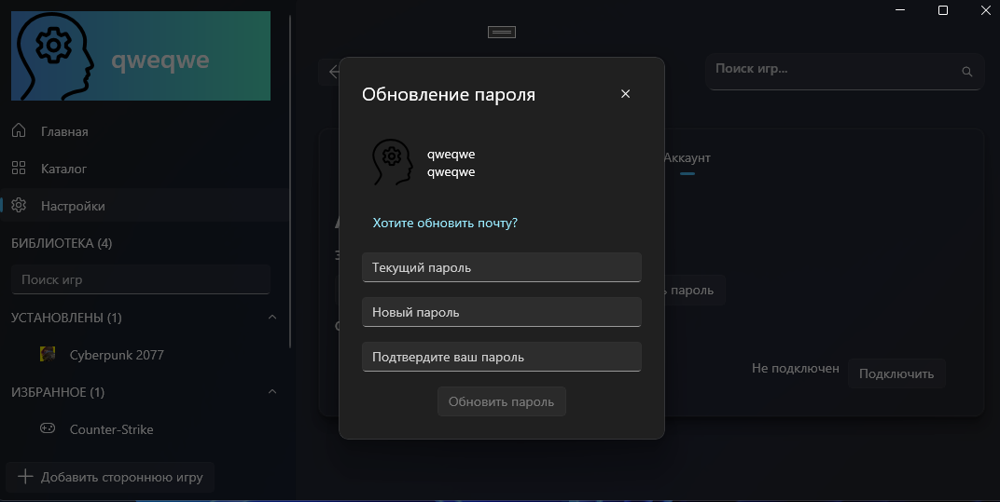 qweqwe
Главная
Каталог
Настройки
БИБЛИОТЕКА (4)
Поиск игр
УСТАНОВЛЕНЫ (1)
Cyberpunk 2077
ИЗБРАННОЕ (1)
Counter-Strike
Добавить стороннюю игру
Поиск игр...
Аккаунт
Обновление пароля
qweqwe
qweqwe
Хотите обновить почту?
Текущий пароль
Новый пароль
Подтвердите ваш пароль
Обновить пароль
пароль
Не подключен
Подключить